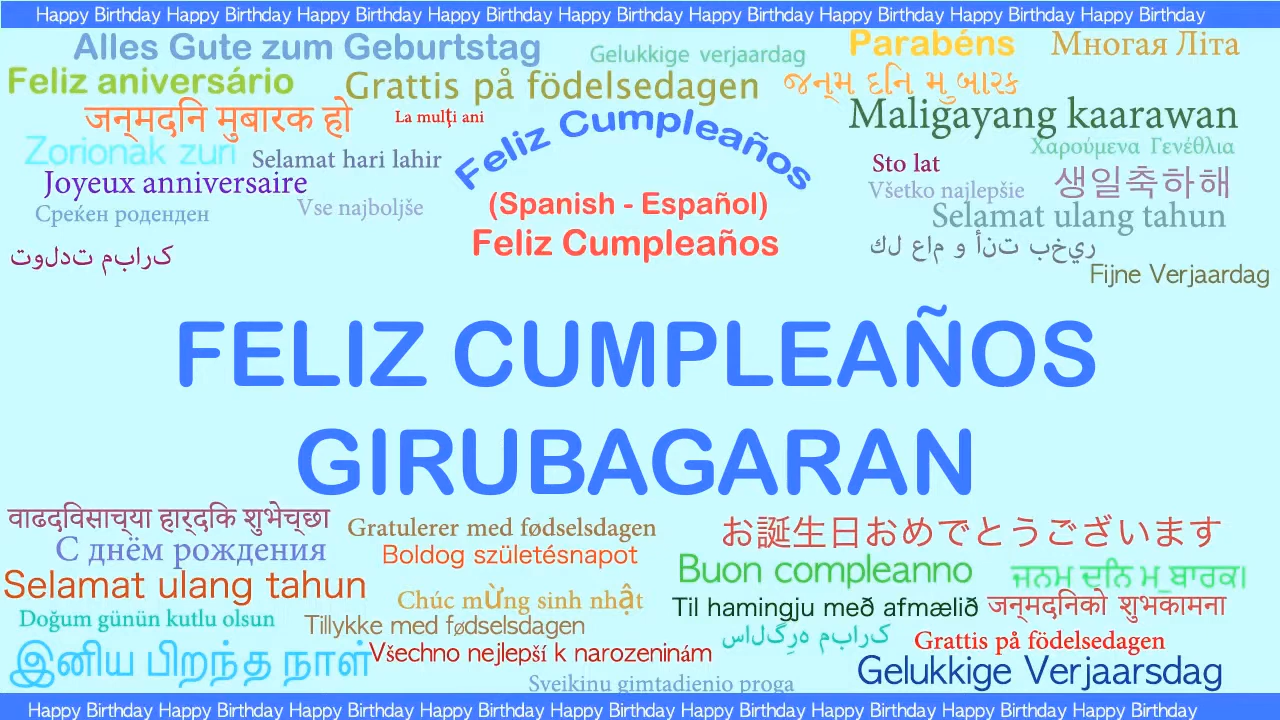 Happy Birthday Happy Birthday Happy Birthday Happy Birthday Happy Birthday Happy Birthday Happy Birthday Happy Birthday Happy Birthday
Alles Gute zum Geburtstag
Gelukkige verjaardag
Parabéns
Многая Літа
Feliz aniversário
Grattis på födelsedagen
જન્મ દિન મુબારક
जन्मदिन मुबारक हो
La mulţi ani
Feliz Cumpleaños
Maligayang kaarawan
Zorionak zuri
Selamat hari lahir
Χαρούμενα Γενέθλια
Sto lat
Joyeux anniversaire
Všetko najlepšie
생일축하해
(Spanish - Español)
Среќен роденден
Vse najboljše
Selamat ulang tahun
Feliz Cumpleaños
تولدت مبارک
كل عام و أنت بخير
Fijne Verjaardag
FELIZ CUMPLEAÑOS
GIRUBAGARAN
वाढदिवसाच्या हार्दिक शुभेच्छा
Gratulerer med fødselsdagen
お誕生日おめでとうございます
С днём рождения
Boldog születésnapot
Buon compleanno
ਜਨਮ ਦਿਨ ਮੁਬਾਰਕ।
Selamat ulang tahun
Chúc mừng sinh nhật
Til hamingju með afmælið
जन्मदिनको शुभकामना
Doğum günün kutlu olsun
Tillykke med fødselsdagen
سالگرہ مبارک
Grattis på födelsedagen
இனிய பிறந்த நாள்
Všechno nejlepší k narozeninám
Gelukkige Verjaarsdag
Sveikinu gimtadienio proga
Happy Birthday Happy Birthday Happy Birthday Happy Birthday Happy Birthday Happy Birthday Happy Birthday Happy Birthday Happy Birthday